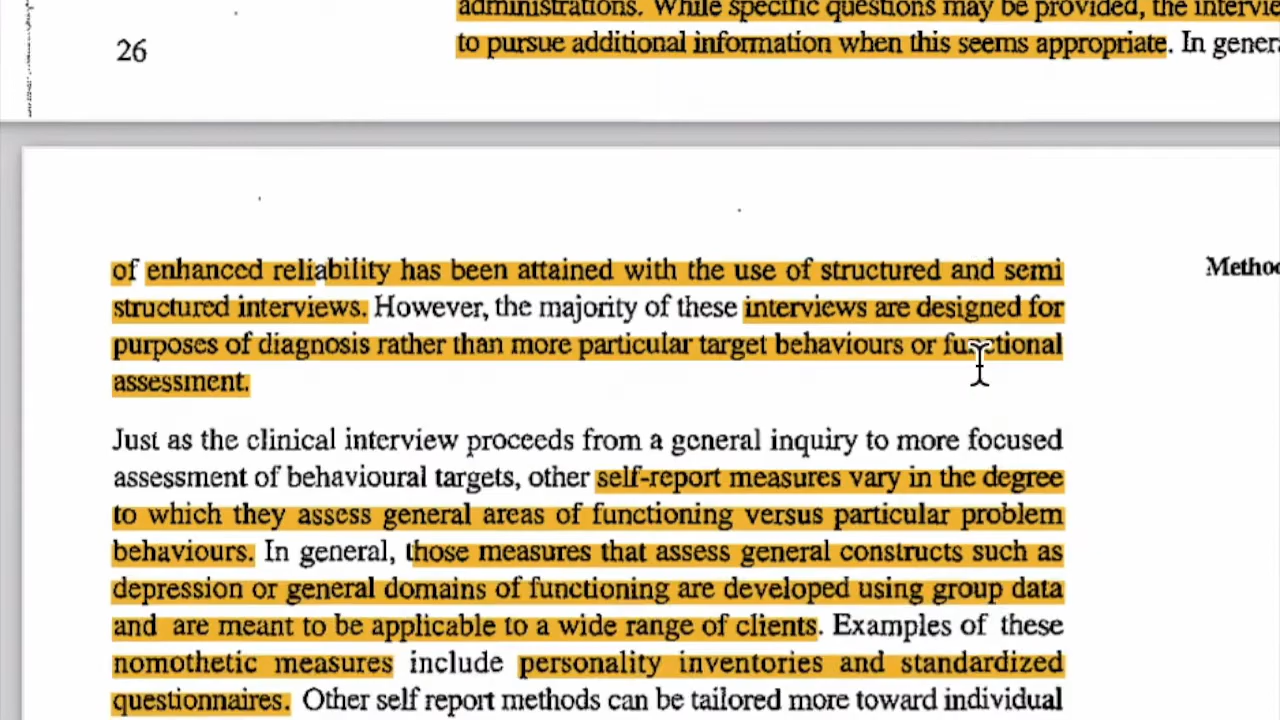 administrations. While specific questions may be provided, the intervie
26
to pursue additional information when this seems appropriate. In genera
of enhanced reliability has been attained with the use of structured and semi
Method
structured interviews. However, the majority of these interviews are designed for
purposes of diagnosis rather than more particular target behaviours or functional
assessment.
Just as the clinical interview proceeds from a general inquiry to more focused
assessment of behavioural targets, other self-report measures vary in the degree
to which they assess general areas of functioning versus particular problem
behaviours. In general, those measures that assess general constructs such as
depression or general domains of functioning are developed using group data
and are meant to be applicable to a wide range of clients. Examples of these
nomothetic measures include personality inventories and standardized
questionnaires. Other self report methods can be tailored more toward individual